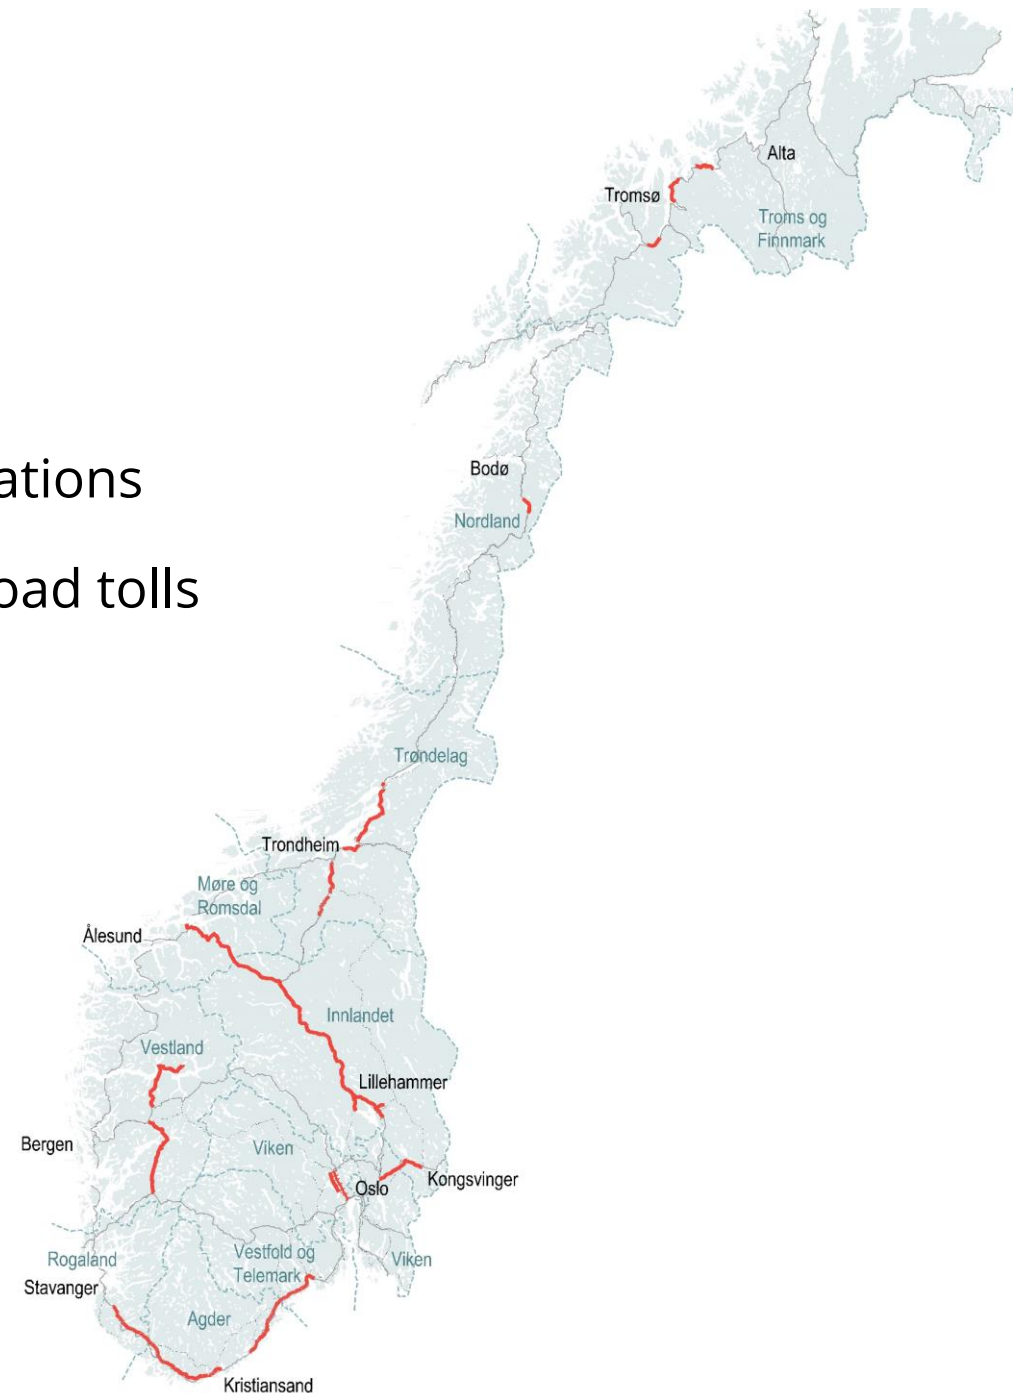 Alta
Tromsø
Troms og
Finnmark
ations
Bodø
Nordland
oad tolls
Trøndelag
Trondheim
Møre og
Romsdal
Ålesund
Innlandet
Vestland
Lillehammer
Bergen
Viken
Kongsvinger
Oslo
Rogaland
Vestfold og
Telemark
Viken
Stavanger
Agder
Kristiansand